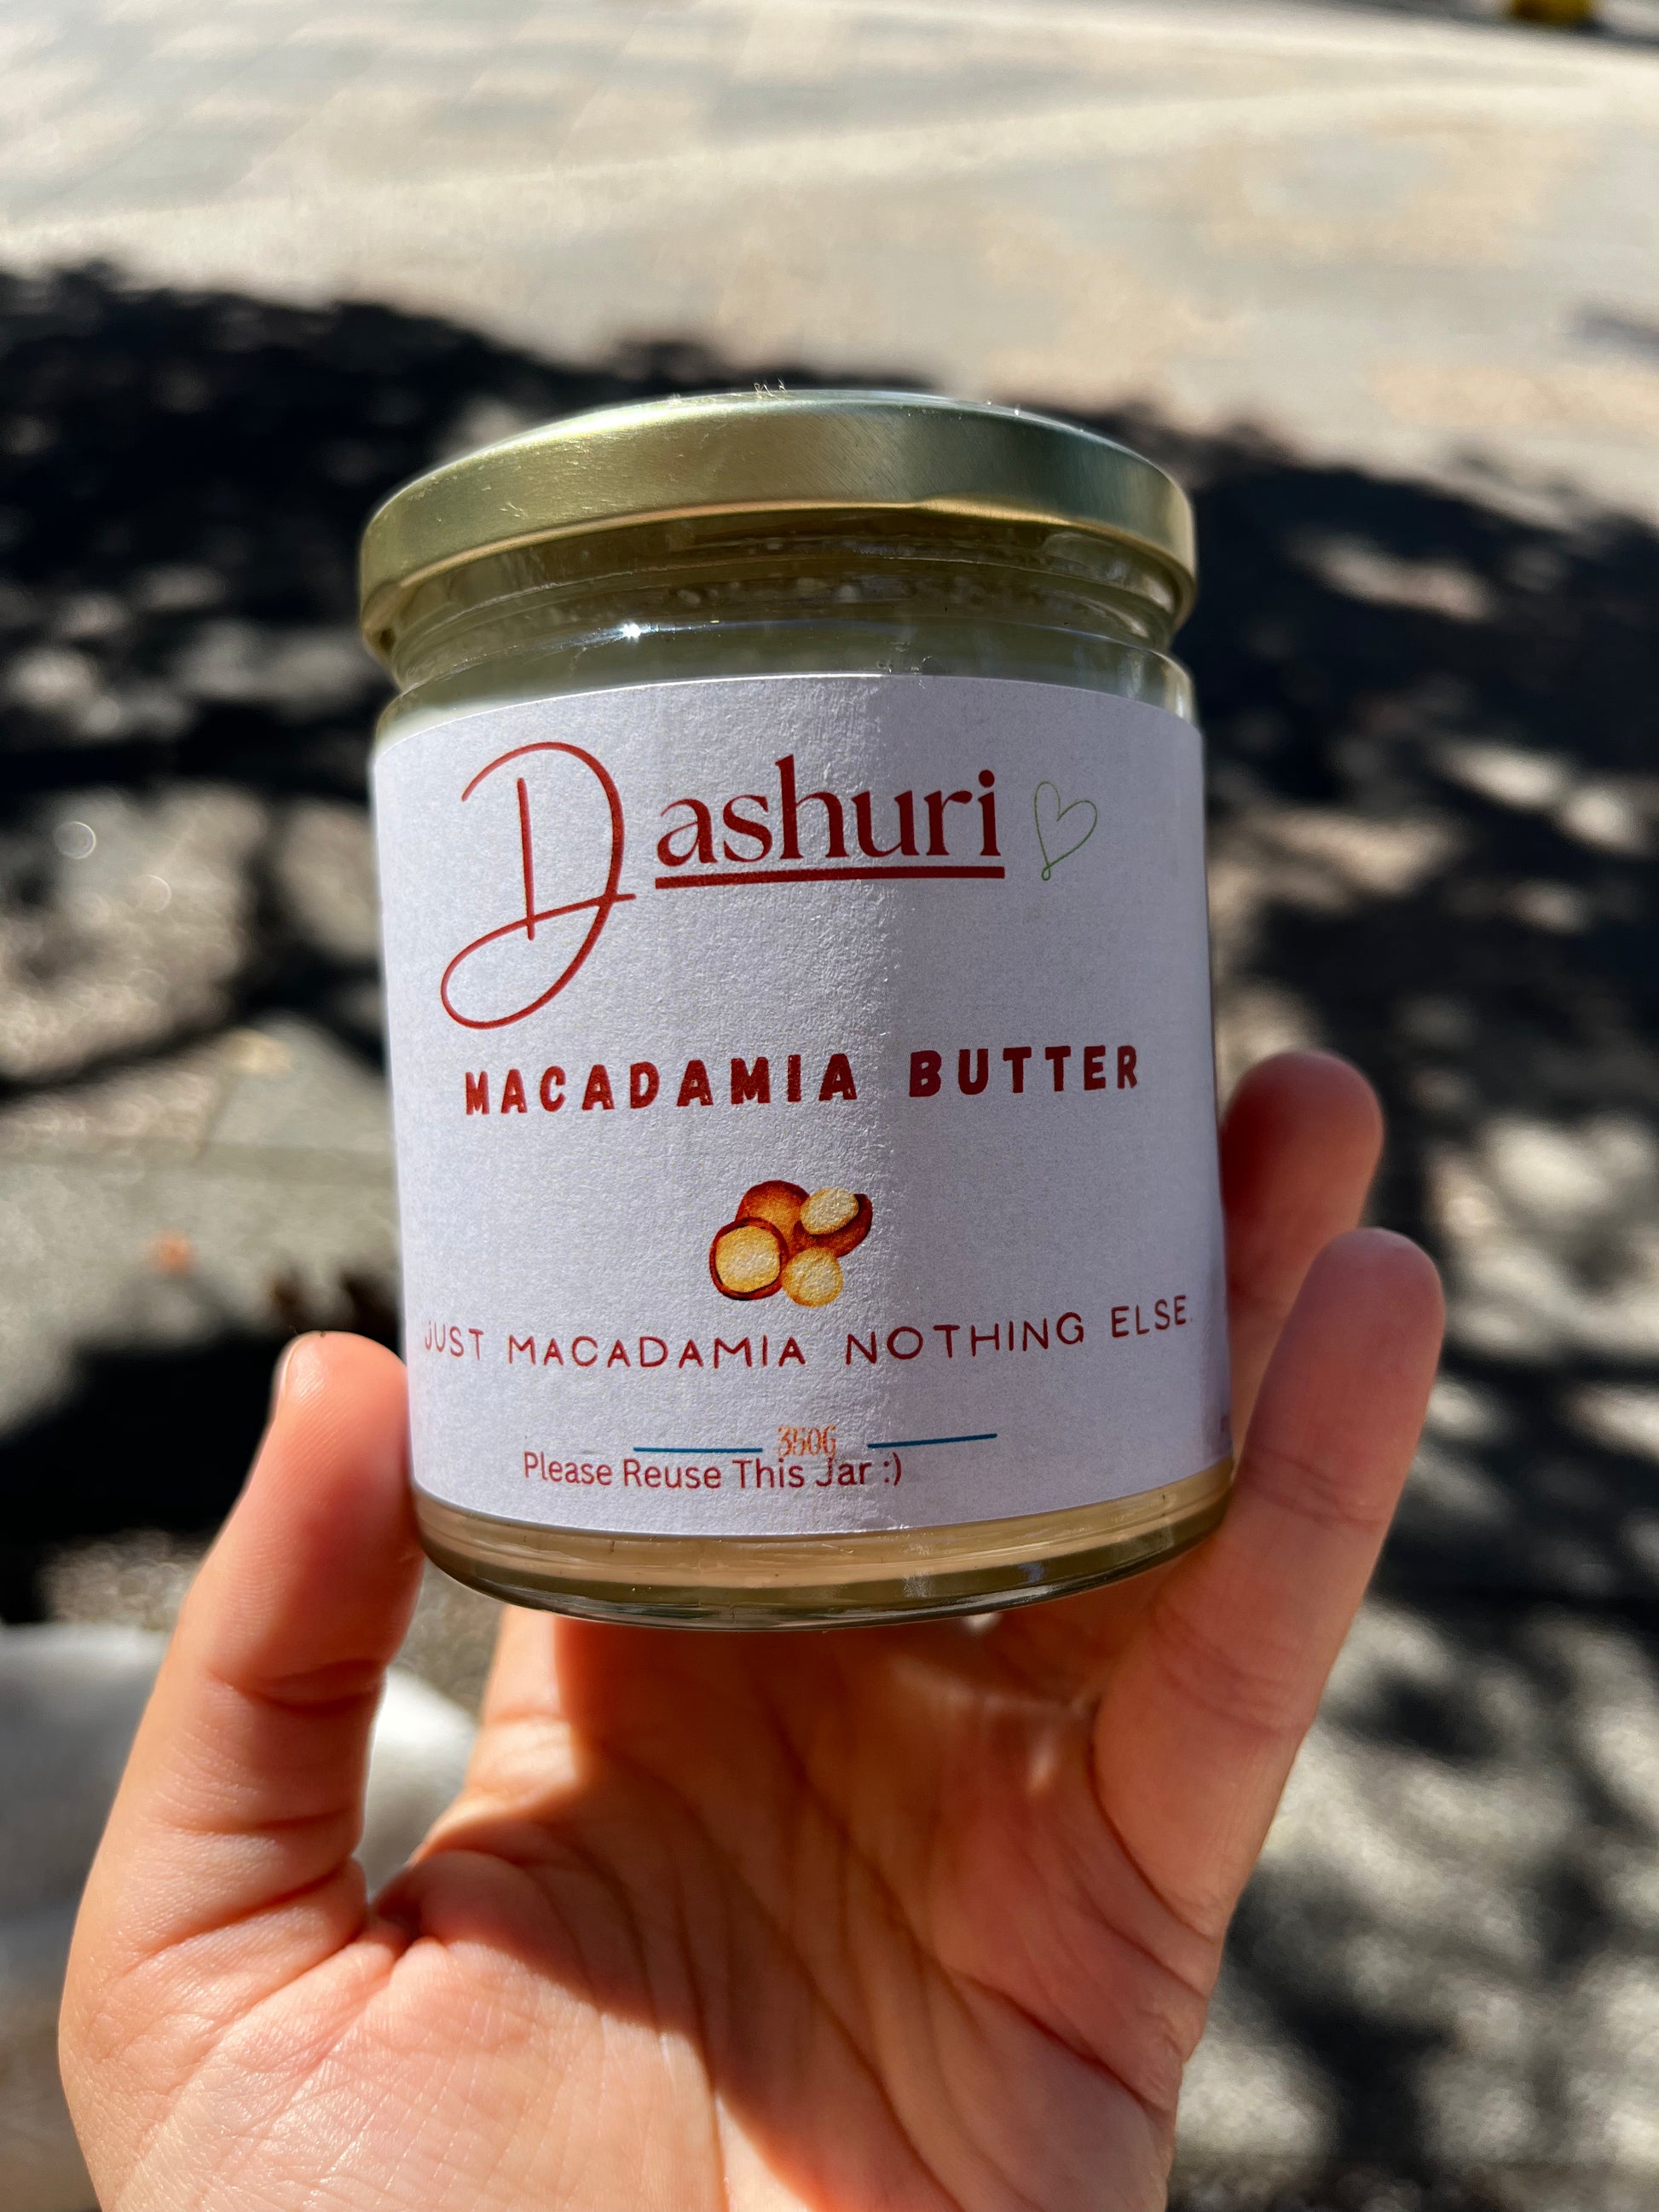 Dashuri
MACADAMIA BUTTER
JUST MACADAMIA NOTHING ELSE.
350G
Please Reuse This Jar :)